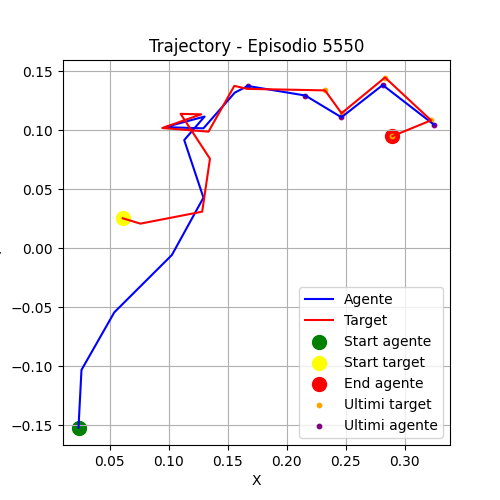 Trajectory - Episodio 5550
0.15
0.10
0.05
0.00
−0.05
−0.10
−0.15
0.05
0.10
0.15
0.20
0.25
0.30
X
Agente
Target
Start agente
Start target
End agente
Ultimi target
Ultimi agente